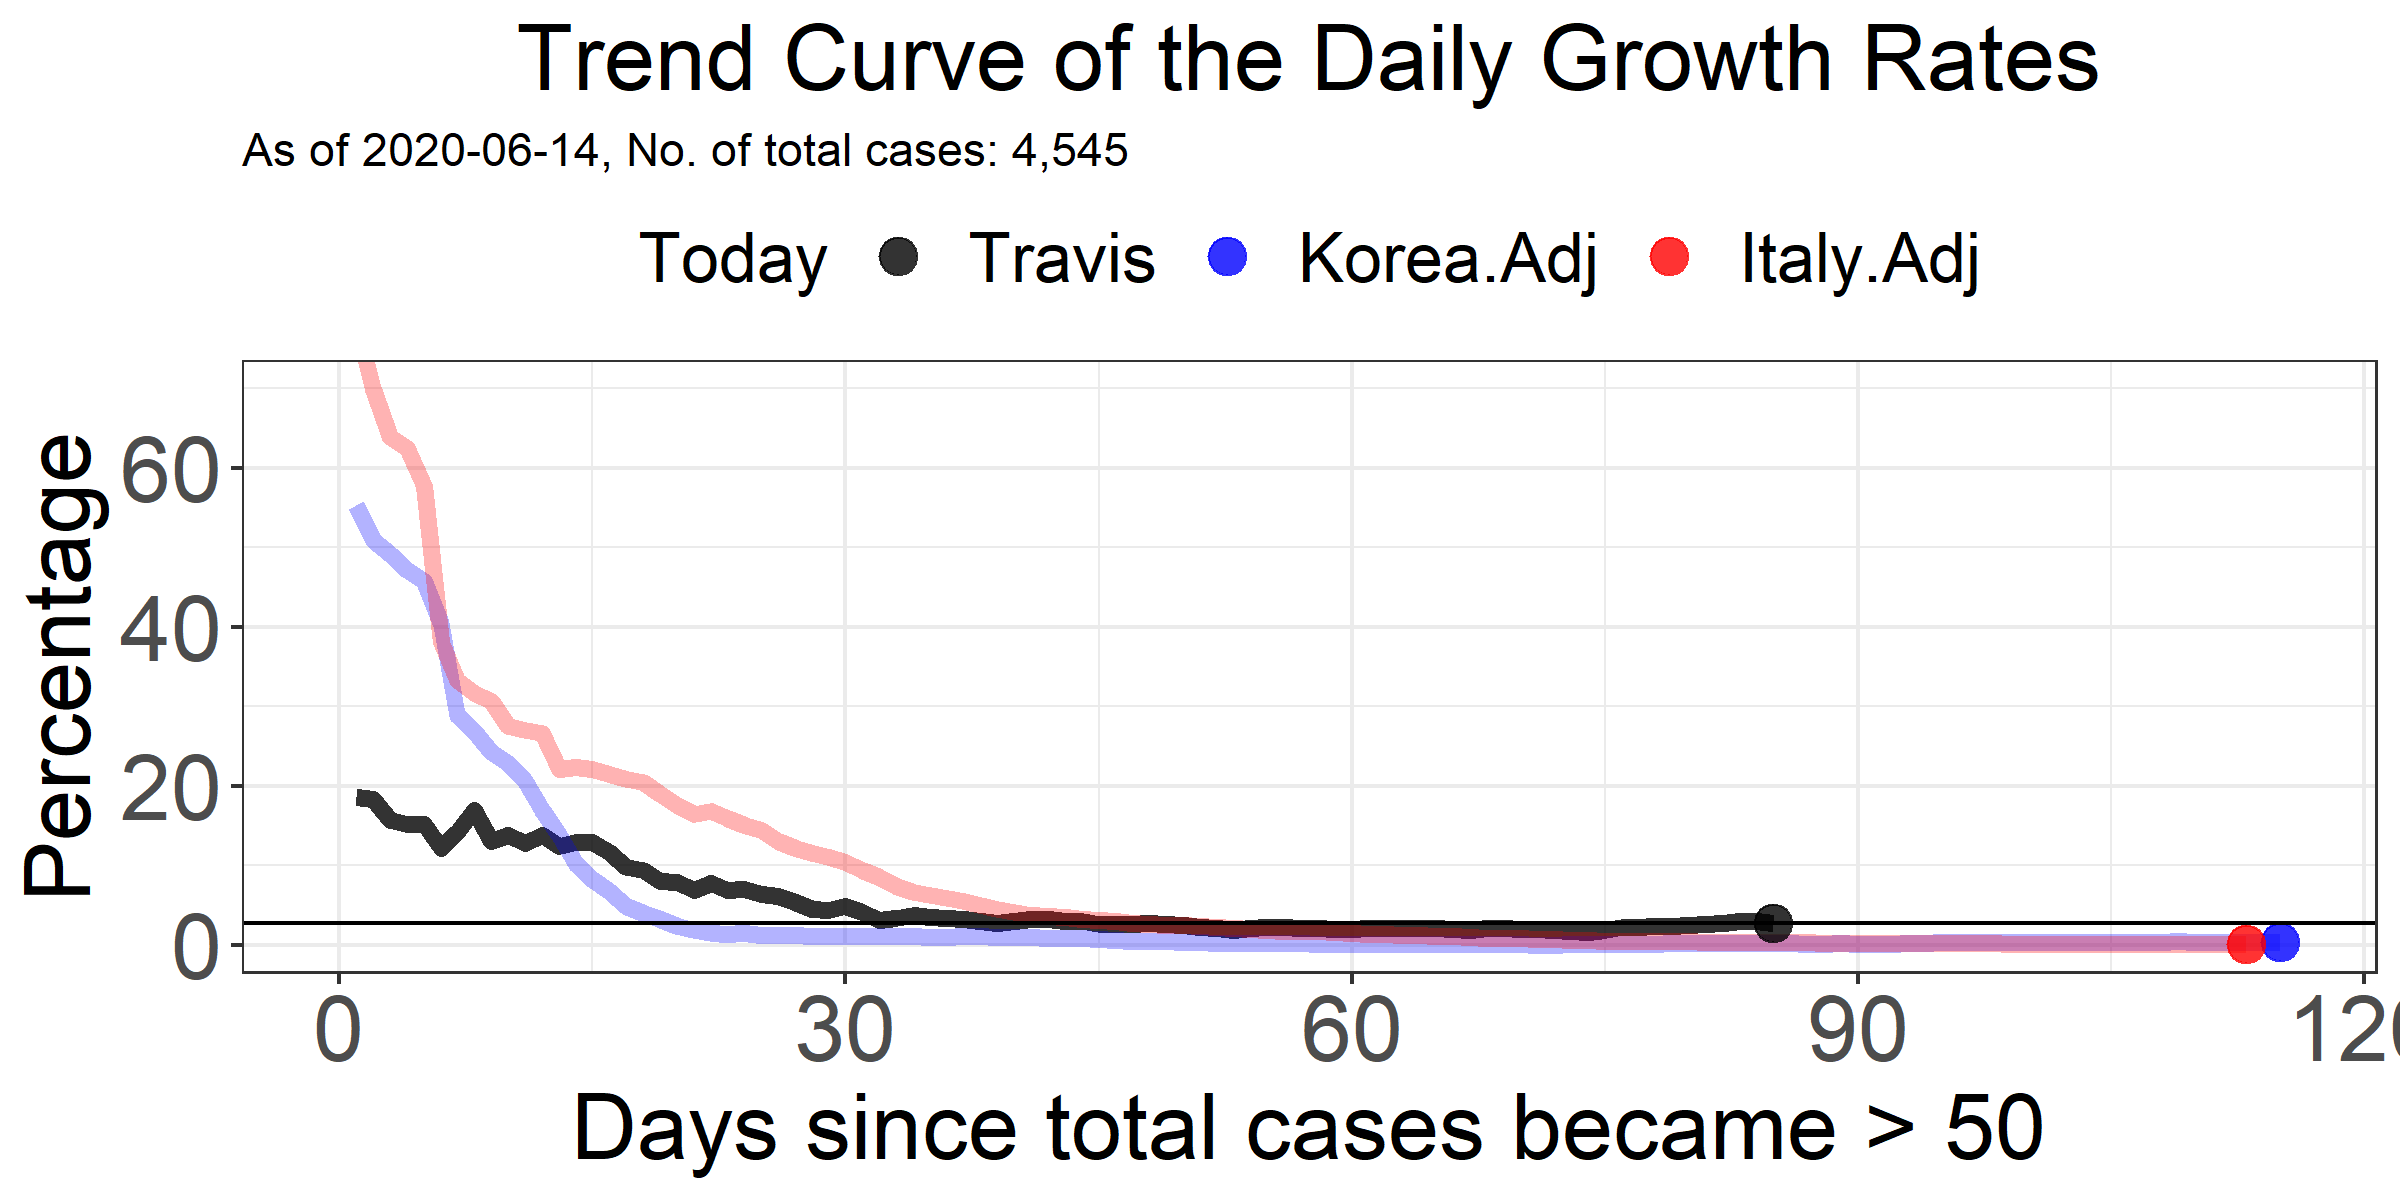 Trend Curve of the Daily Growth Rates
As of 2020-06-14, No. of total cases: 4,545
Today Travis Korea.Adj Italy.Adj
Percentage
60
40
20
0
0 30 60 90 120
Days since total cases became > 50